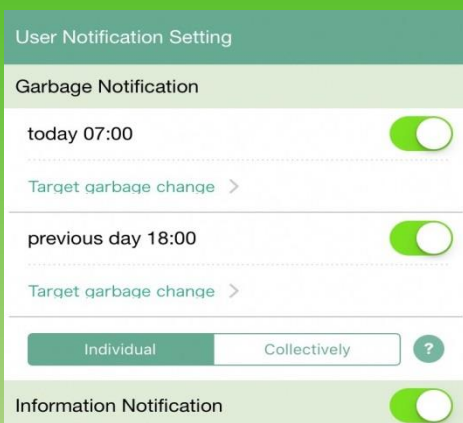 User Notification Setting
Garbage Notification
today 07:00
Target garbage change >
previous day 18:00
Target garbage change >
Individual Collectively ?
Information Notification